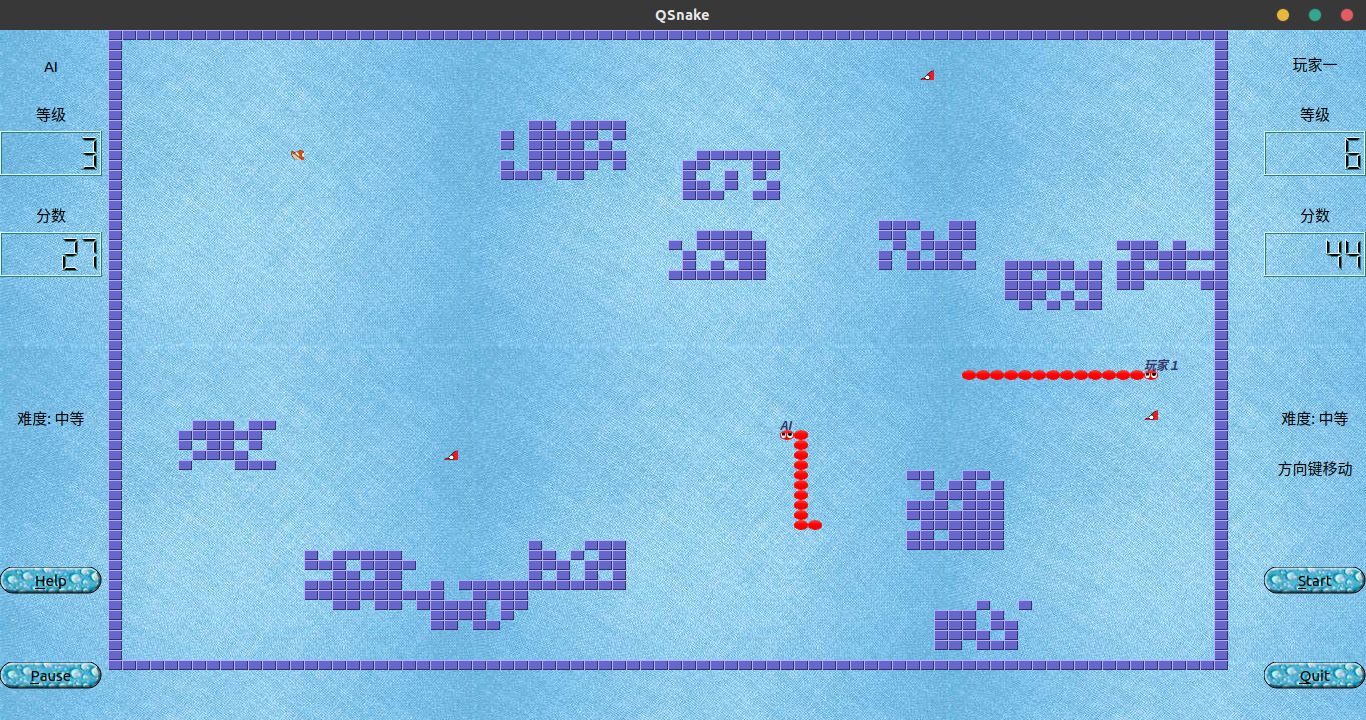 QSnake
AI
等级
3
分数
27
难度: 中等
Help
Pause
AI
玩家1
玩家一
等级
6
分数
44
难度: 中等
方向键移动
Start
Quit